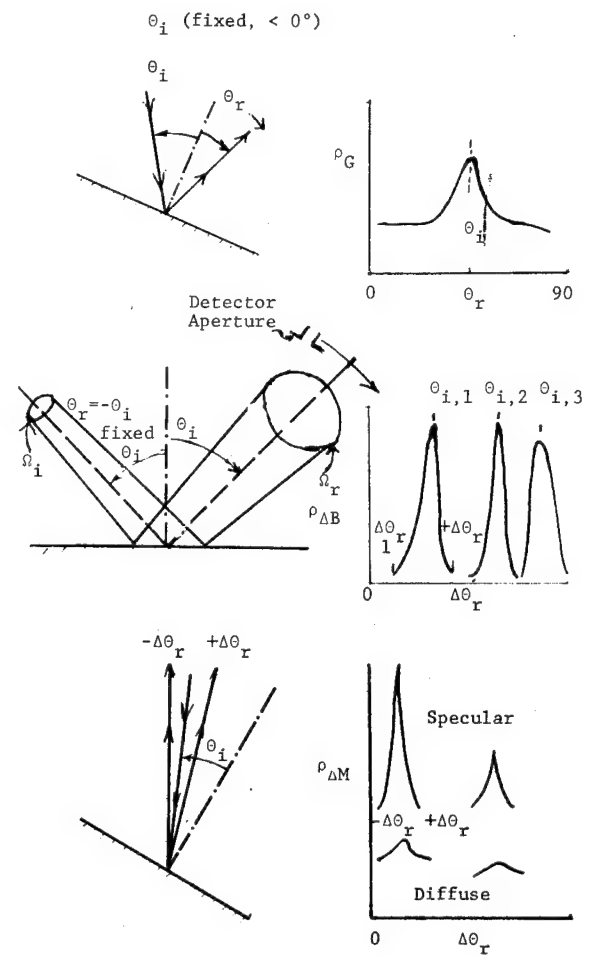 Θi (fixed, < 0°)
Θi
Θr
ρG
Θi
0
Θr
90
Detector
Aperture
Θr=-Θi
fixed
Θi
Θi
Ωi
Ωr
ρΔB
Θi,1 Θi,2 Θi,3
ΔΘr
1
+ΔΘr
0
ΔΘr
-ΔΘr +ΔΘr
Θi
ρΔM
Specular
-ΔΘr +ΔΘr
Diffuse
0
ΔΘr